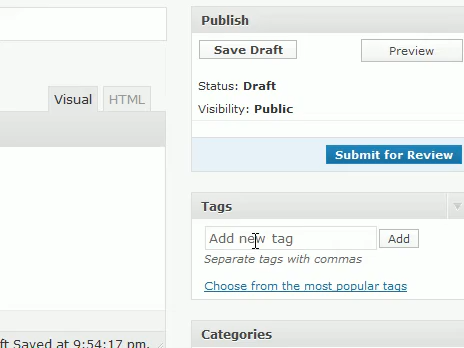 Publish
Save Draft
Preview
Status: Draft
Visibility: Public
Visual
HTML
Submit for Review
Tags
Add new tag
Add
Separate tags with commas
Choose from the most popular tags
Categories
ft Saved at 9:54:17 pm.